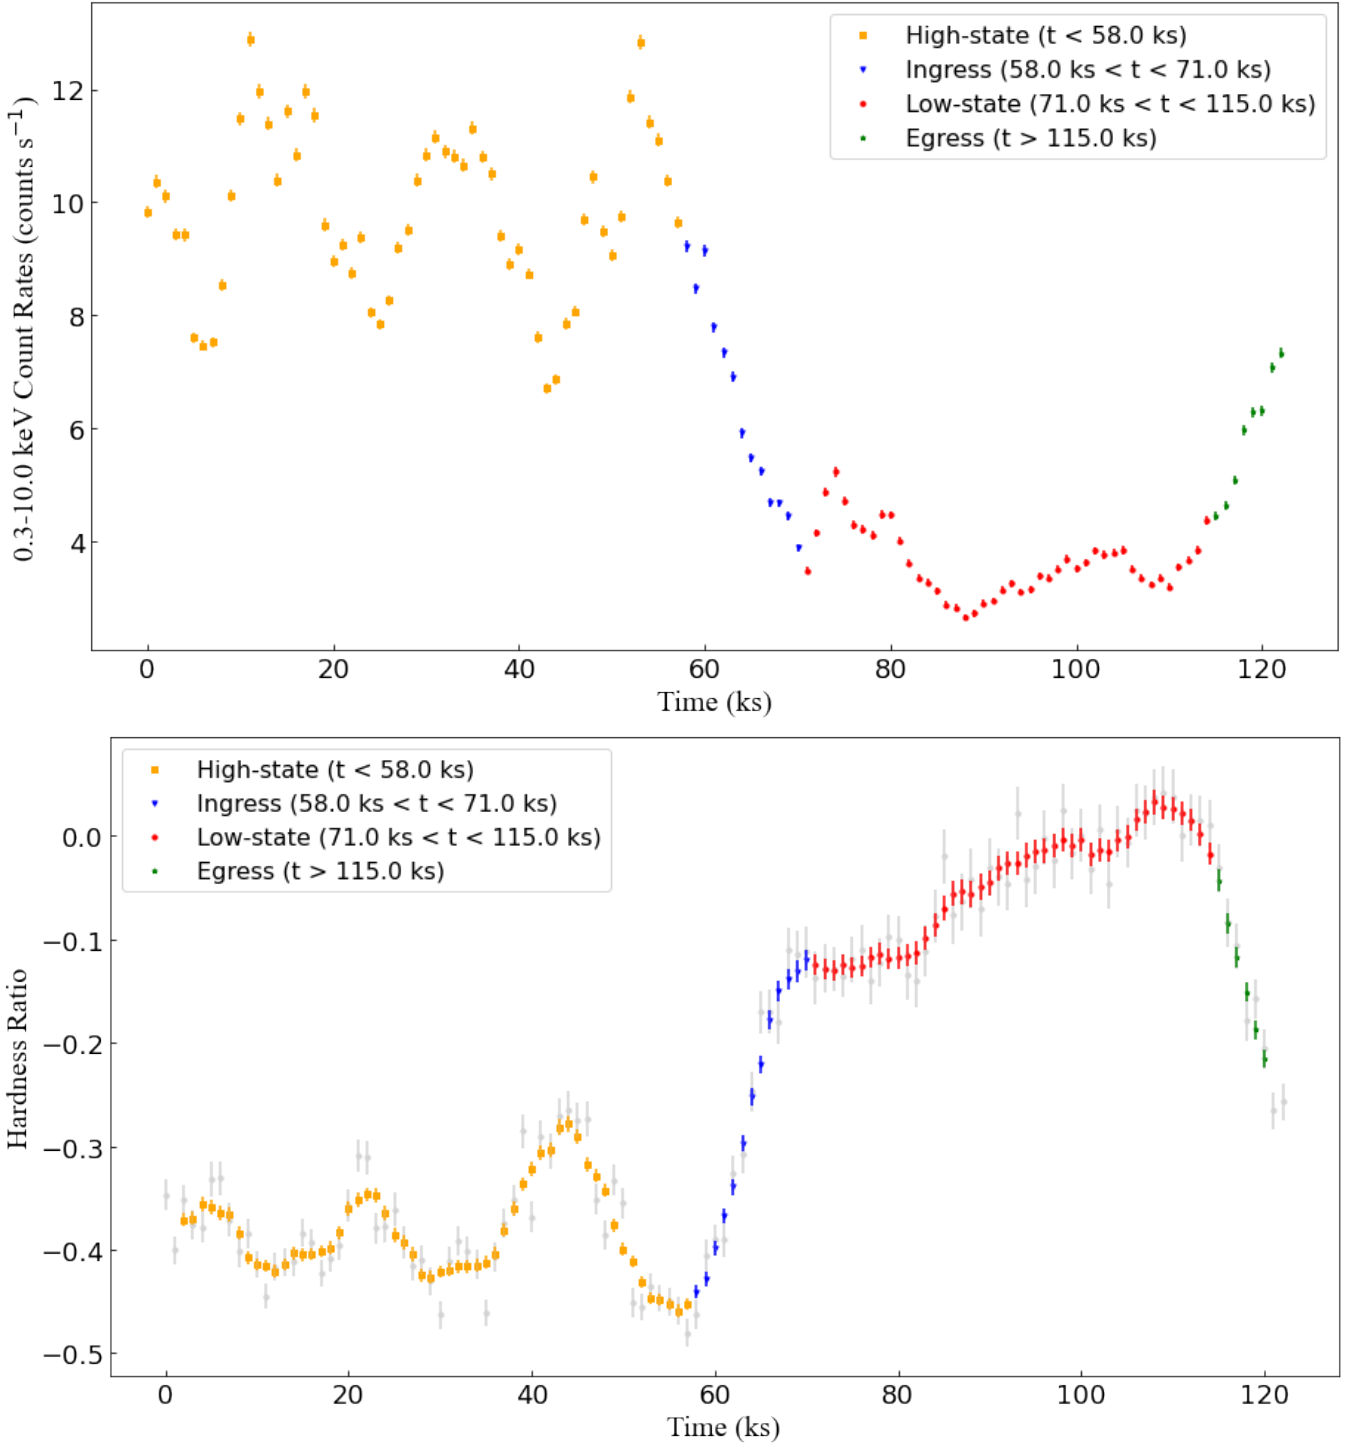 12
10
8
6
4
0.3-10.0 keV Count Rates (counts s⁻¹)
High-state (t < 58.0 ks)
Ingress (58.0 ks < t < 71.0 ks)
Low-state (71.0 ks < t < 115.0 ks)
Egress (t > 115.0 ks)
0 20 40 60 80 100 120
Time (ks)
High-state (t < 58.0 ks)
Ingress (58.0 ks < t < 71.0 ks)
Low-state (71.0 ks < t < 115.0 ks)
Egress (t > 115.0 ks)
0.0
−0.1
−0.2
−0.3
−0.4
−0.5
Hardness Ratio
0 20 40 60 80 100 120
Time (ks)